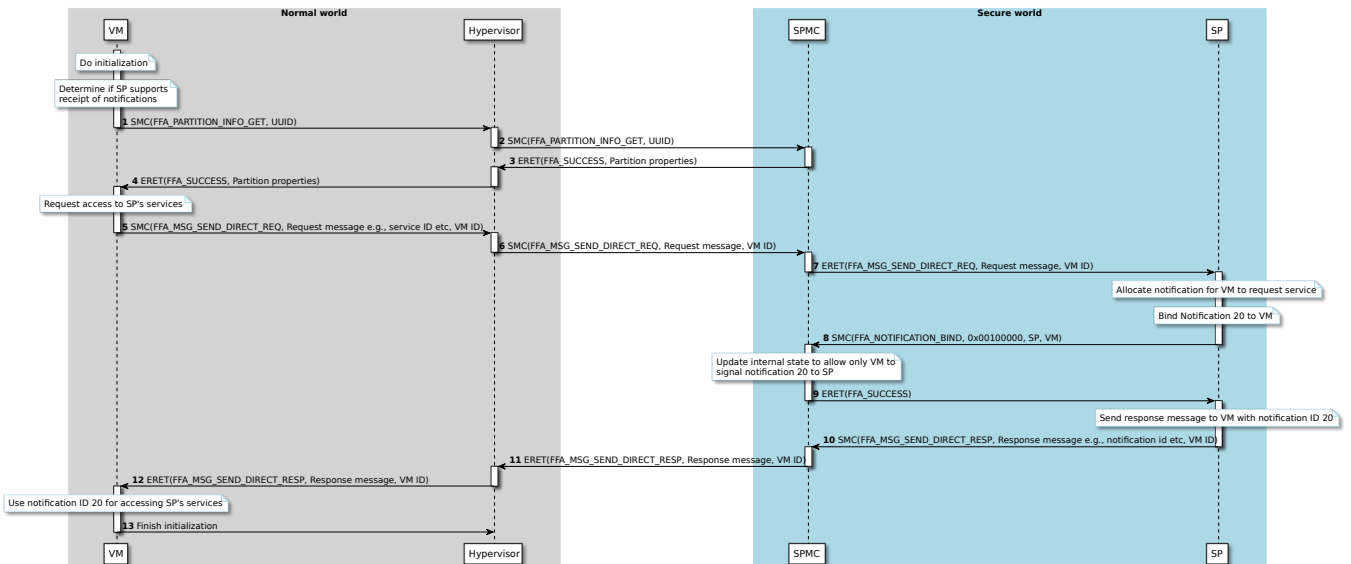 Normal world
Secure world
VM
Hypervisor
SPMC
SP
Do initialization
Determine if SP supports
receipt of notifications
1 SMC(FFA_PARTITION_INFO_GET, UUID)
2 SMC(FFA_PARTITION_INFO_GET, UUID)
3 ERET(FFA_SUCCESS, Partition properties)
4 ERET(FFA_SUCCESS, Partition properties)
Request access to SP's services
5 SMC(FFA_MSG_SEND_DIRECT_REQ, Request message e.g., service ID etc, VM ID)
6 SMC(FFA_MSG_SEND_DIRECT_REQ, Request message, VM ID)
7 ERET(FFA_MSG_SEND_DIRECT_REQ, Request message, VM ID)
Allocate notification for VM to request service
Bind Notification 20 to VM
8 SMC(FFA_NOTIFICATION_BIND, 0x00100000, SP, VM)
Update internal state to allow only VM to
signal notification 20 to SP
9 ERET(FFA_SUCCESS)
Send response message to VM with notification ID 20
10 SMC(FFA_MSG_SEND_DIRECT_RESP, Response message e.g., notification id etc, VM ID)
11 ERET(FFA_MSG_SEND_DIRECT_RESP, Response message, VM ID)
12 ERET(FFA_MSG_SEND_DIRECT_RESP, Response message, VM ID)
Use notification ID 20 for accessing SP's services
13 Finish initialization
VM
Hypervisor
SPMC
SP